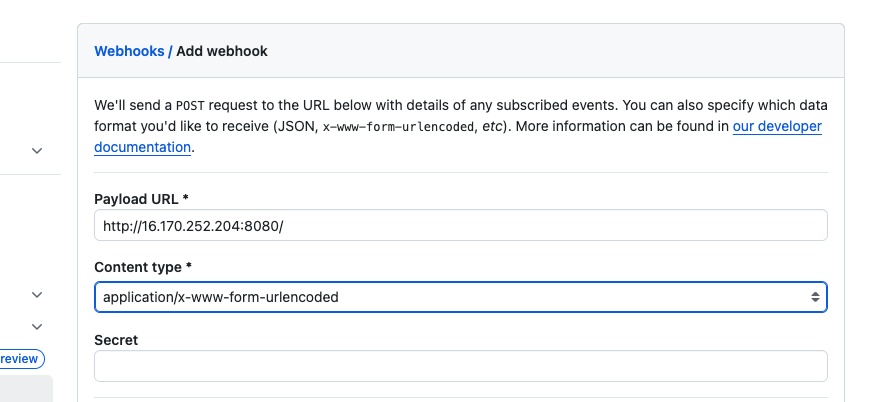 Webhooks / Add webhook
We'll send a POST request to the URL below with details of any subscribed events. You can also specify which data
format you'd like to receive (JSON, x-www-form-urlencoded, etc). More information can be found in our developer
documentation.
Payload URL *
http://16.170.252.204:8080/
Content type *
application/x-www-form-urlencoded
review
Secret